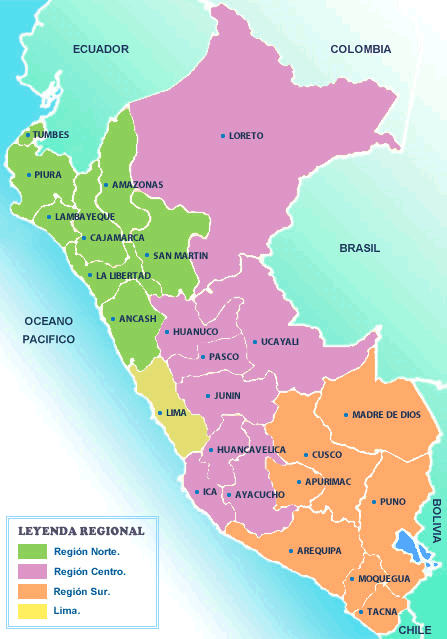 ECUADOR
COLOMBIA
TUMBES
LORETO
PIURA
AMAZONAS
LAMBAYEQUE
CAJAMARCA
BRASIL
SAN MARTIN
LA LIBERTAD
OCEANO
PACIFICO
ANCASH
HUANUCO
UCAYALI
PASCO
JUNIN
LIMA
MADRE DE DIOS
HUANCAVELICA
CUSCO
APURIMAC
ICA
AYACUCHO
PUNO
BOLIVIA
AREQUIPA
MOQUEGUA
TACNA
CHILE
LEYENDA REGIONAL
Región Norte.
Región Centro.
Región Sur.
Lima.